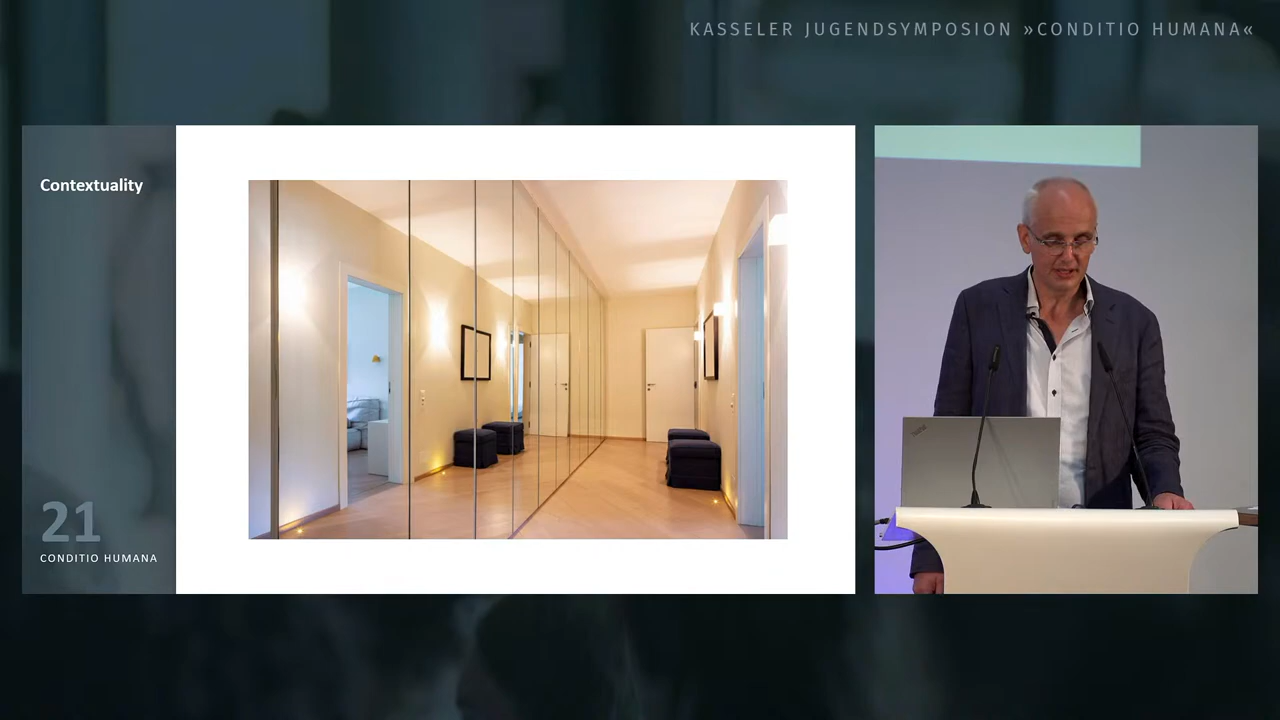 KASSELER JUGENDSYMPOSION »CONDITIO HUMANA«
Contextuality
21
CONDITIO HUMANA